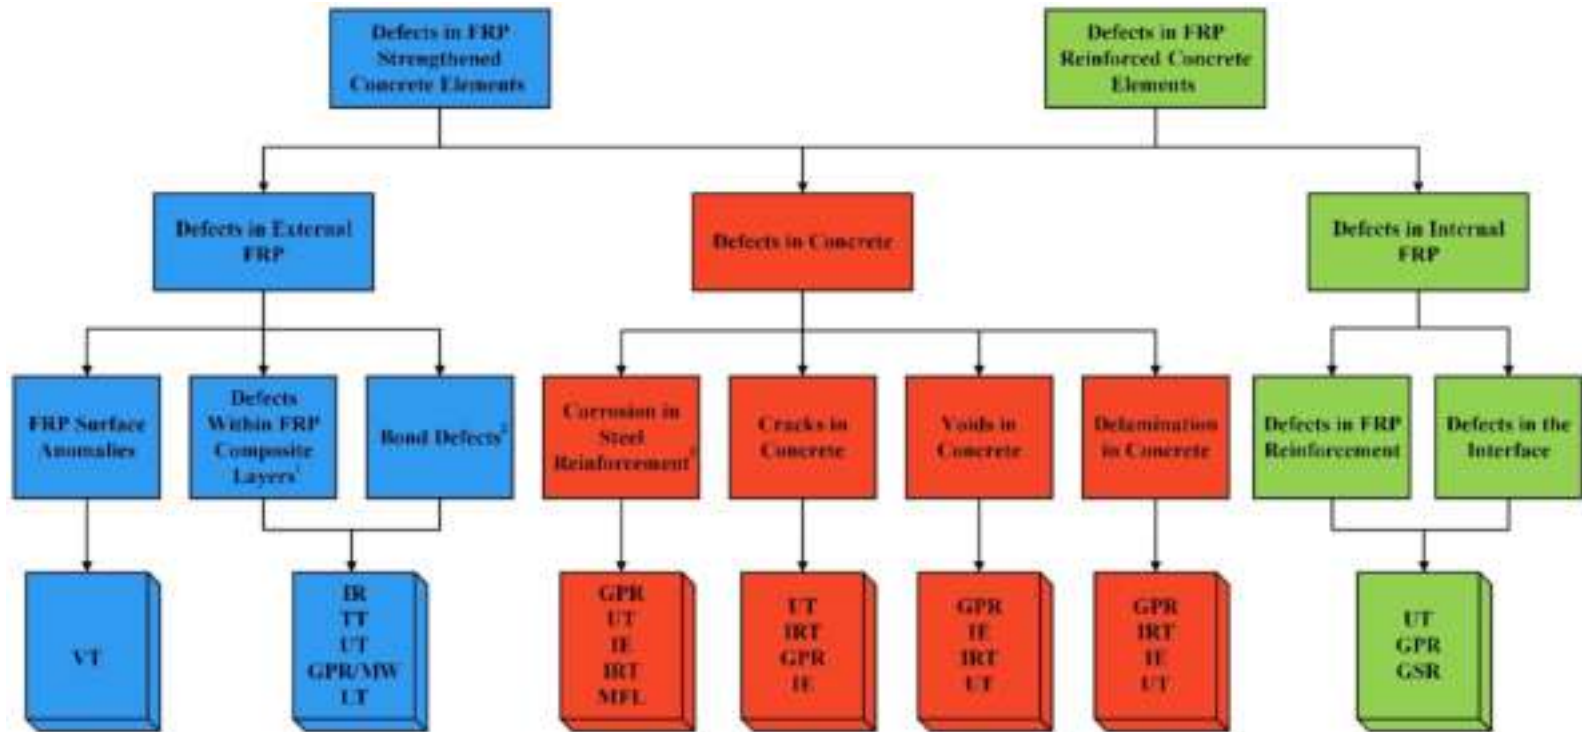 Defects in FRP
Strengthened
Concrete Elements
Defects in FRP
Reinforced Concrete
Elements
Defects in External
FRP
Defects in Concrete
Defects in Internal
FRP
FRP Surface
Anomalies
Defects
Within FRP
Composite
Layers¹
Bond Defects²
Corrosion in
Steel
Reinforcement
Cracks in
Concrete
Voids in
Concrete
Delamination
in Concrete
Defects in FRP
Reinforcement
Defects in the
Interface
VT
IR
TT
UT
GPR/MW
LT
GPR
UT
IE
IRT
MFL
UT
IRT
GPR
IE
GPR
IE
IRT
UT
GPR
IRT
IE
UT
UT
GPR
GSR